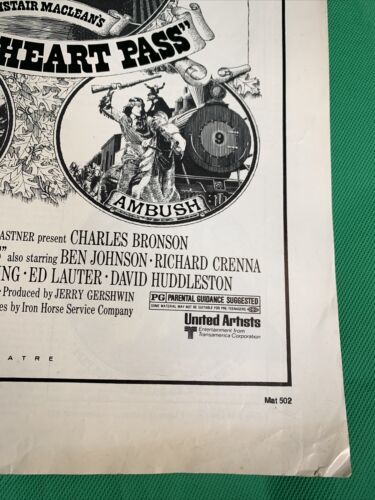 ISTAIR MACLEAN'S
HEART PASS"
9
AMBUSH
ASTNER present CHARLES BRONSON
S" also starring BEN JOHNSON · RICHARD CRENNA
NG · ED LAUTER · DAVID HUDDLESTON
· Produced by JERRY GERSHWIN
es by Iron Horse Service Company
PG PARENTAL GUIDANCE SUGGESTED
SOME MATERIAL MAY NOT BE SUITABLE FOR PRE-TEENAGERS
United Artists
T Entertainment from
Transamerica Corporation
ATRE
Mat 502